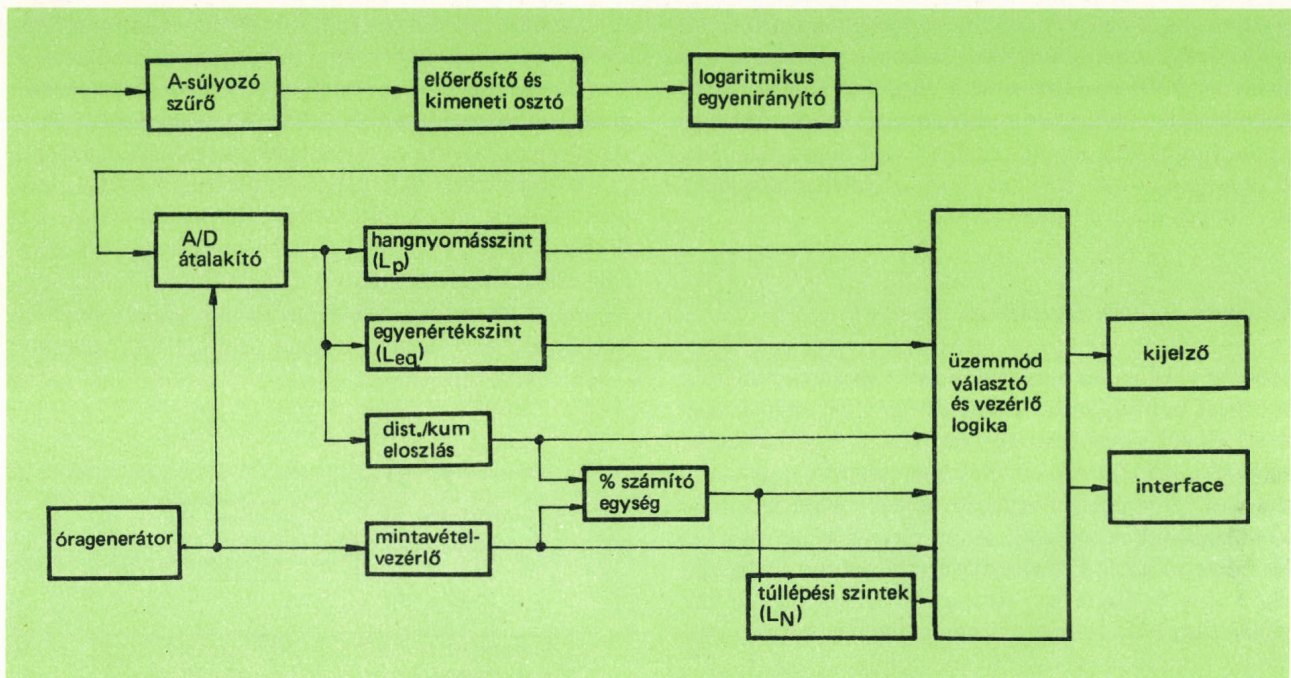 A-súlyozó
szűrő
előerősítő és
kimeneti osztó
logaritmikus
egyenirányító
A/D
átalakító
hangnyomásszint
(Lp)
egyenértékszint
(Leq)
dist./kum
eloszlás
% számító
egység
óragenerátor
mintavétel-
vezérlő
túllépési szintek
(LN)
üzemmód
választó
és vezérlő
logika
kijelző
interface